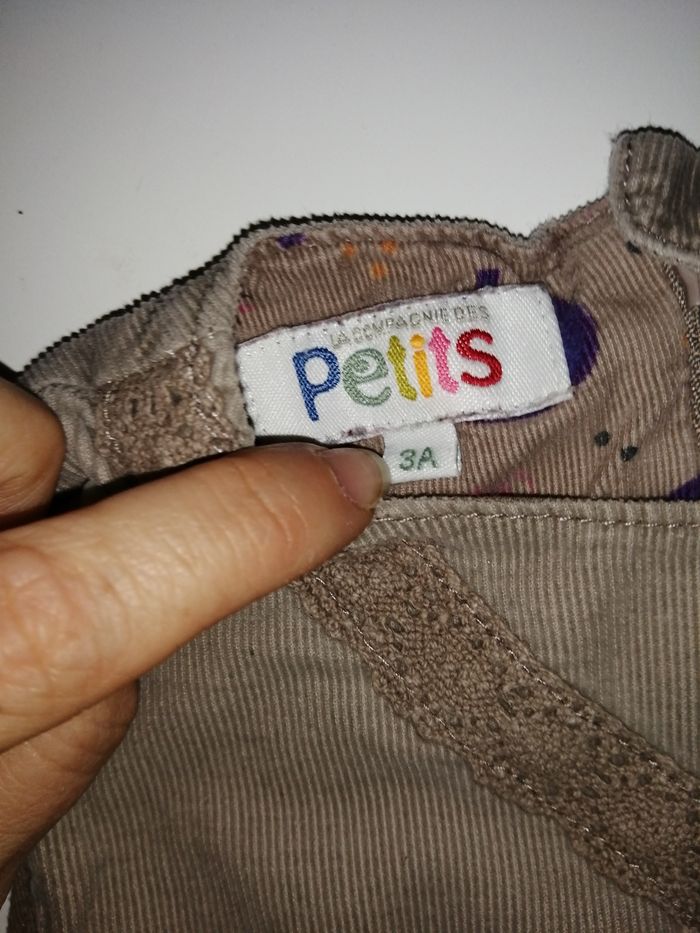 LA COMPAGNIE DES
petits
3A